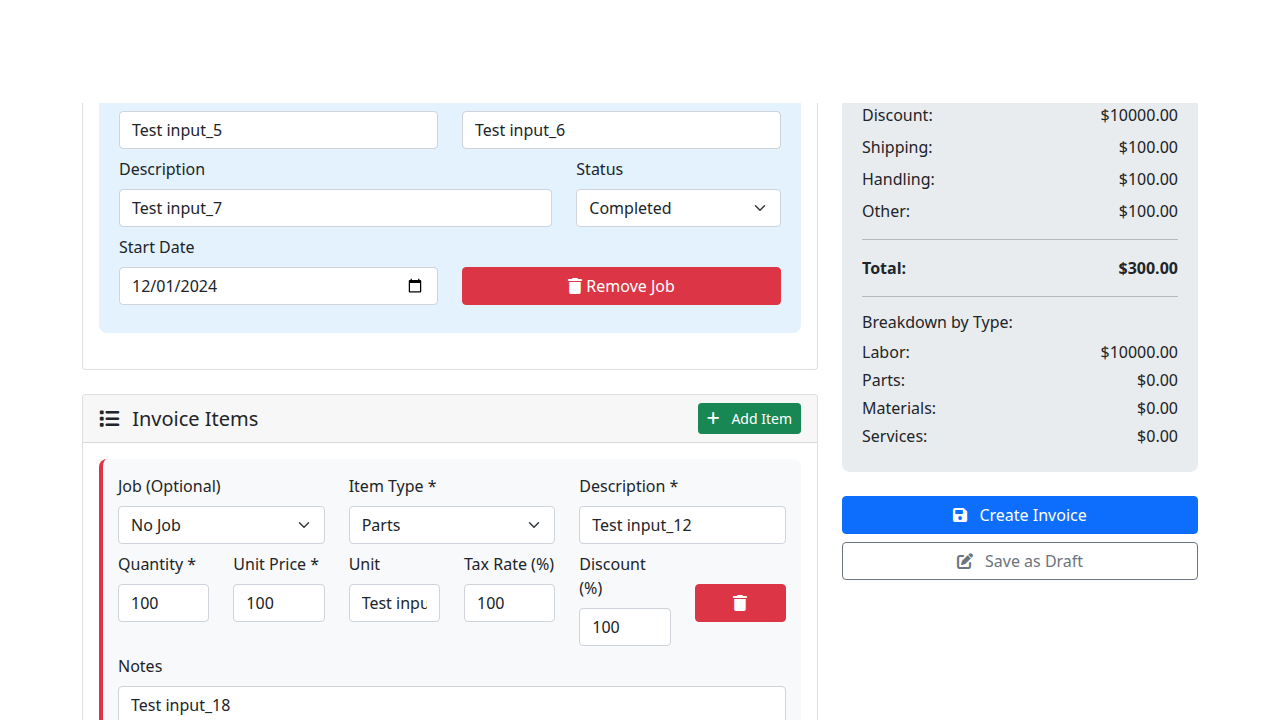 Test input_5
Test input_6
Description
Status
Test input_7
Completed
Start Date
12/01/2024
Remove Job
Invoice Items
Add Item
Job (Optional)
Item Type *
Description *
No Job
Parts
Test input_12
Quantity *
Unit Price *
Unit
Tax Rate (%)
Discount
(%)
100
100
Test inpu
100
100
Notes
Test input_18
Discount: $10000.00
Shipping: $100.00
Handling: $100.00
Other: $100.00
Total: $300.00
Breakdown by Type:
Labor: $10000.00
Parts: $0.00
Materials: $0.00
Services: $0.00
Create Invoice
Save as Draft